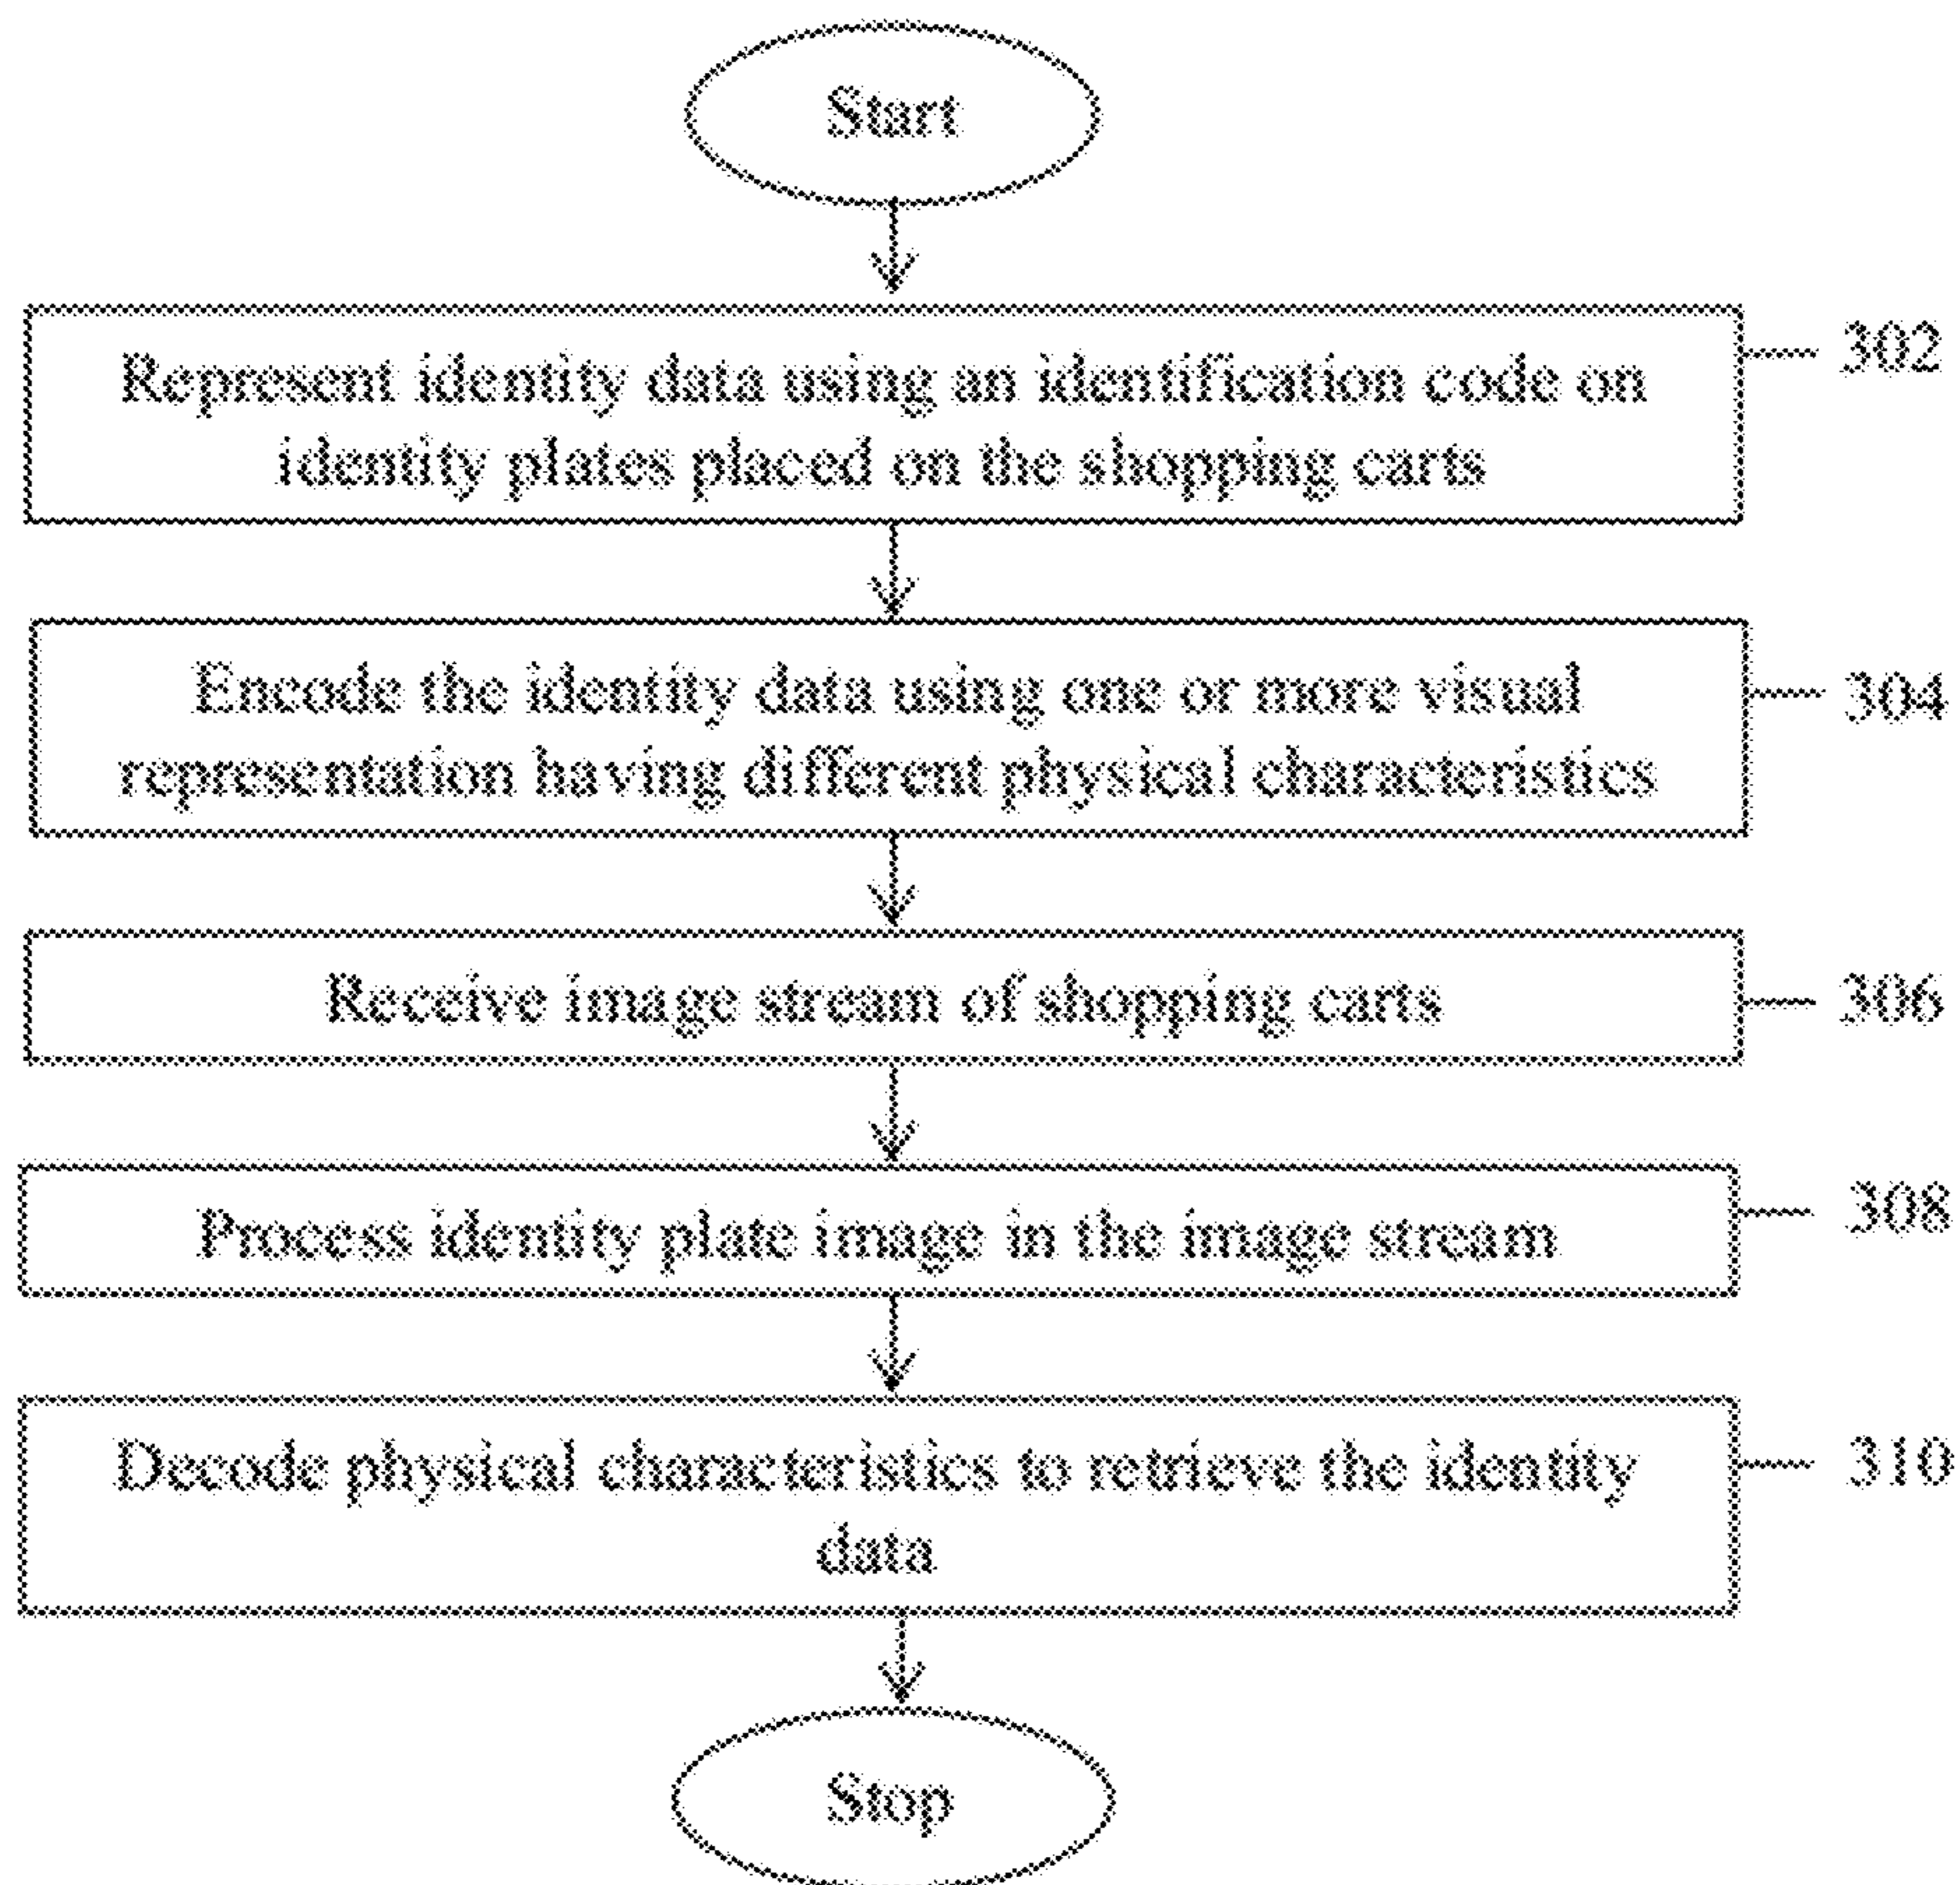 Start
Represent identity data using an identification code on
identity plates placed on the shopping carts
302
Encode the identity data using one or more visual
representation having different physical characteristics
304
Receive image stream of shopping carts
306
Process identity plate image in the image stream
308
Decode physical characteristics to retrieve the identity
data
310
Stop